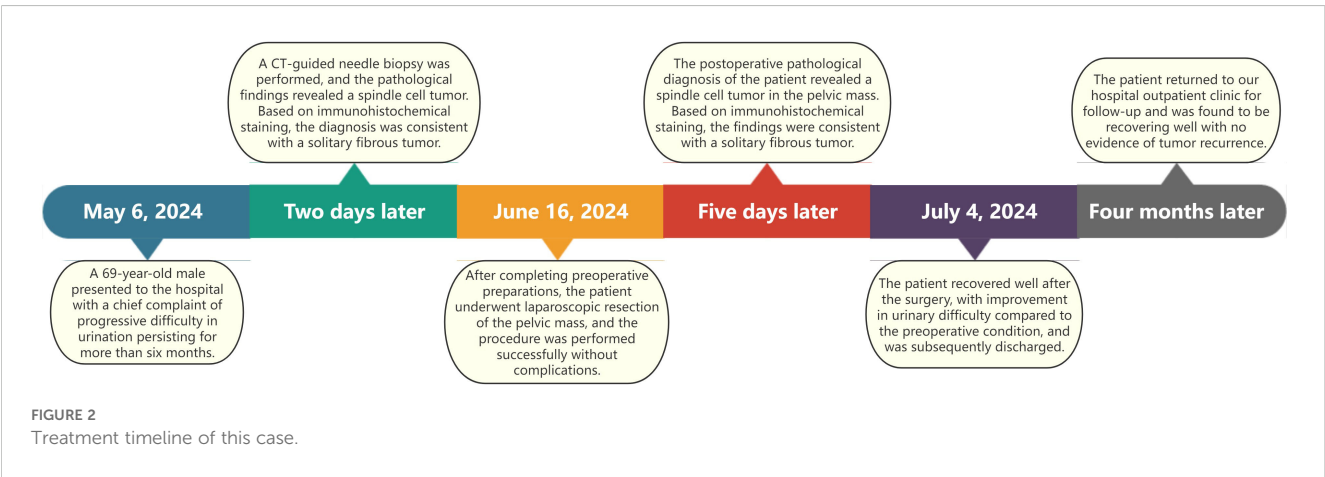 A CT-guided needle biopsy was
performed, and the pathological
findings revealed a spindle cell tumor.
Based on immunohistochemical
staining, the diagnosis was consistent
with a solitary fibrous tumor.
The postoperative pathological
diagnosis of the patient revealed a
spindle cell tumor in the pelvic mass.
Based on immunohistochemical
staining, the findings were consistent
with a solitary fibrous tumor.
The patient returned to our
hospital outpatient clinic for
follow-up and was found to be
recovering well with no
evidence of tumor recurrence.
May 6, 2024
Two days later
June 16, 2024
Five days later
July 4, 2024
Four months later
A 69-year-old male
presented to the hospital
with a chief complaint of
progressive difficulty in
urination persisting for
more than six months.
After completing preoperative
preparations, the patient
underwent laparoscopic resection
of the pelvic mass, and the
procedure was performed
successfully without
complications.
The patient recovered well after
the surgery, with improvement
in urinary difficulty compared to
the preoperative condition, and
was subsequently discharged.
FIGURE 2
Treatment timeline of this case.